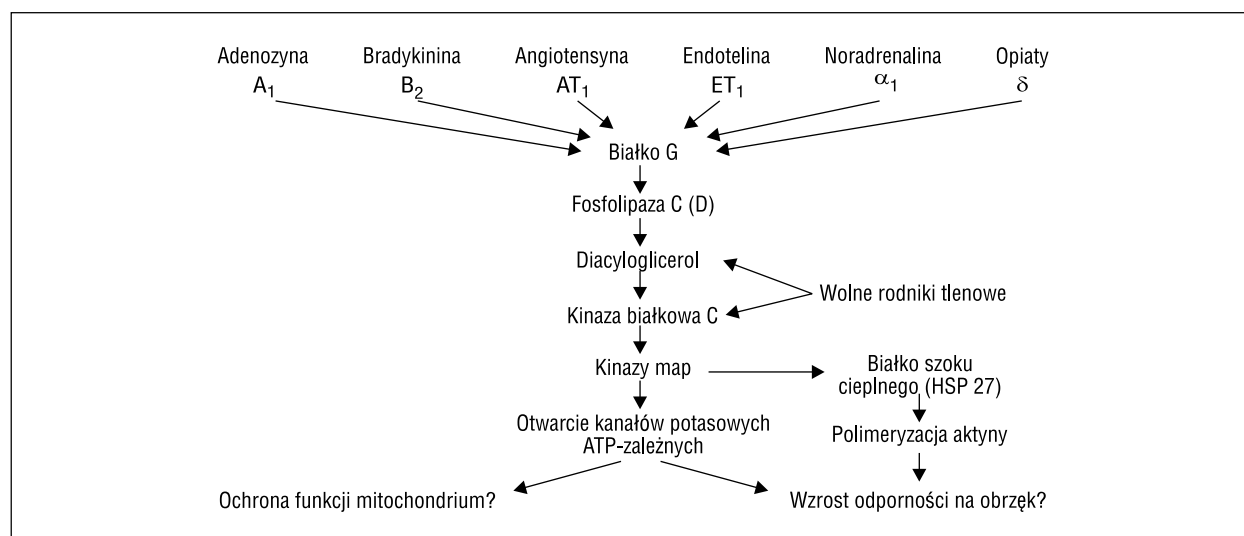 Adenozyna Bradykinina Angiotensyna Endotelina Noradrenalina Opiaty
A1 B2 AT1 ET1 α1 δ
Białko G
Fosfolipaza C (D)
Diacyloglicerol
Wolne rodniki tlenowe
Kinaza białkowa C
Kinazy map
Białko szoku
cieplnego (HSP 27)
Otwarcie kanałów potasowych
ATP-zależnych
Polimeryzacja aktyny
Ochrona funkcji mitochondrium? Wzrost odporności na obrzęk?